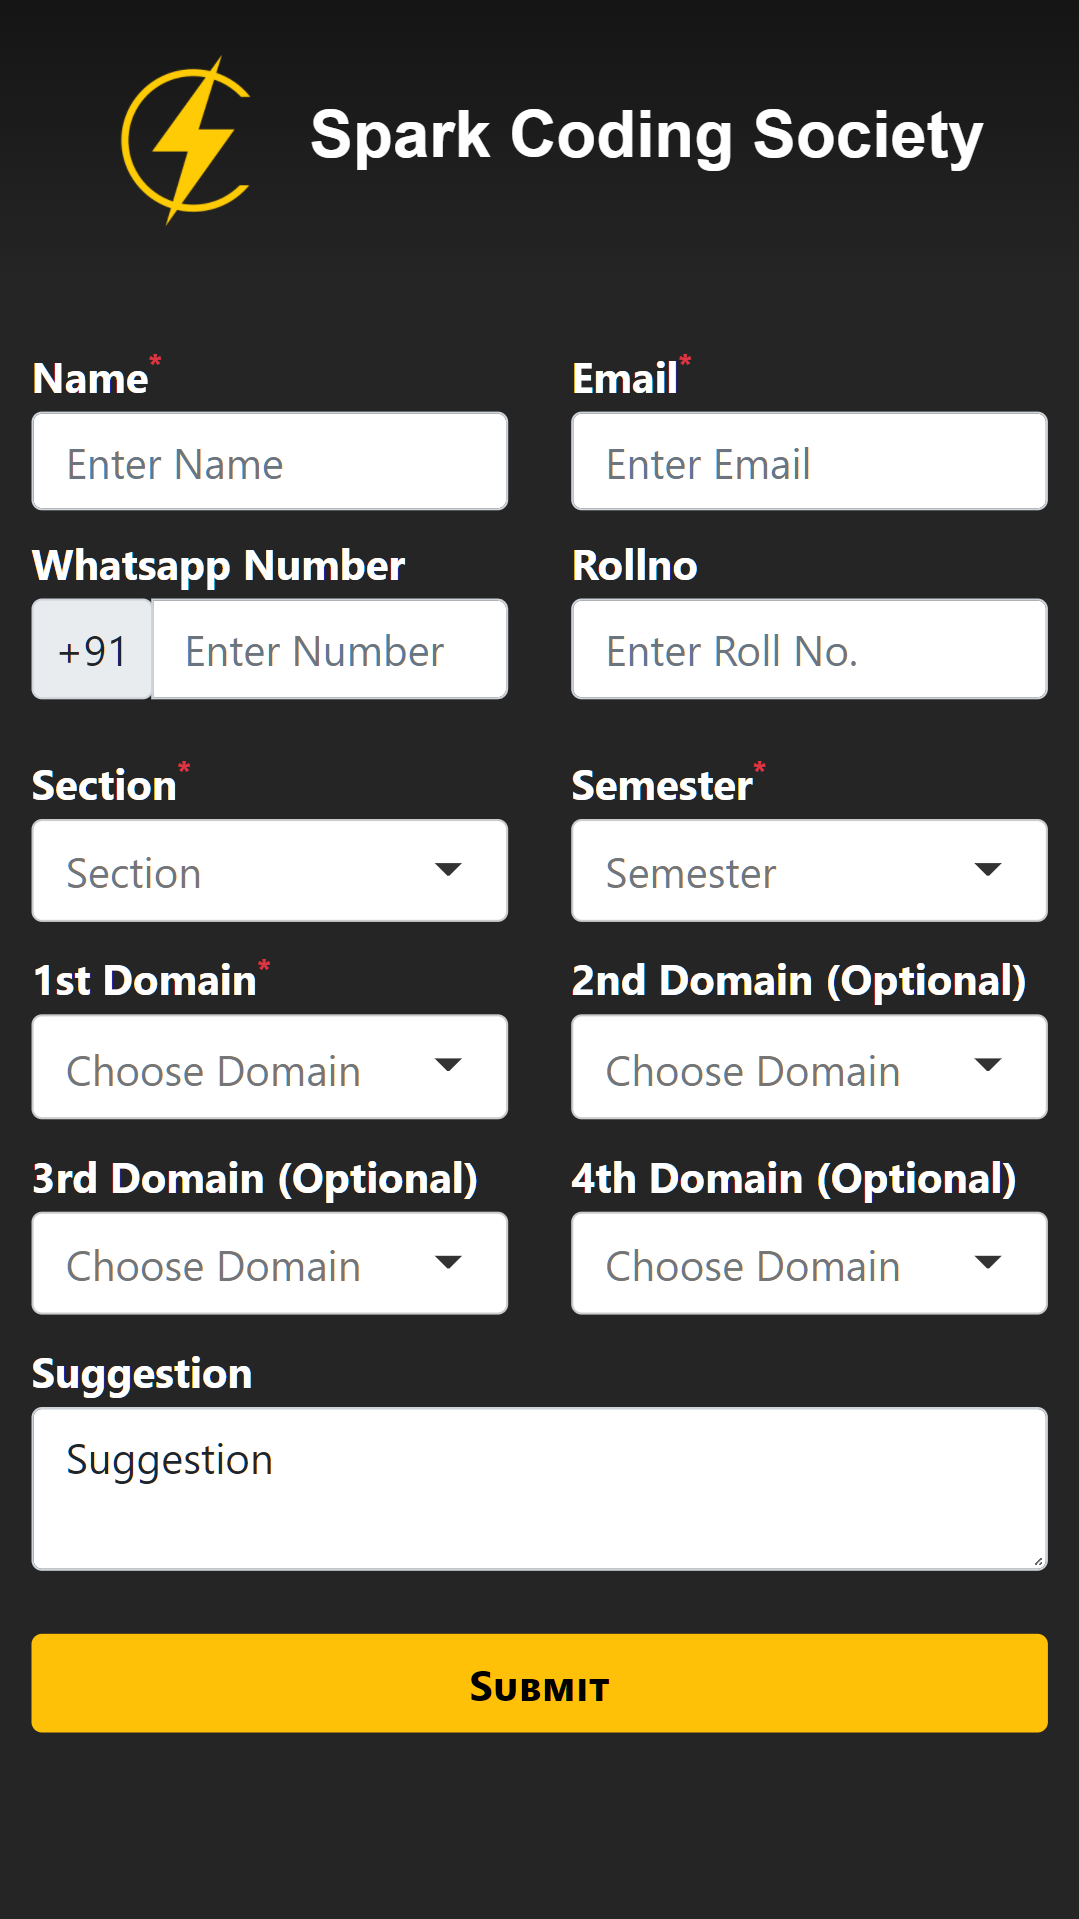 Spark Coding Society
Name*
Email*
Enter Name
Enter Email
Whatsapp Number
Rollno
+91
Enter Number
Enter Roll No.
Section*
Semester*
Section
Semester
1st Domain*
2nd Domain (Optional)
Choose Domain
Choose Domain
3rd Domain (Optional)
4th Domain (Optional)
Choose Domain
Choose Domain
Suggestion
Suggestion
Submit